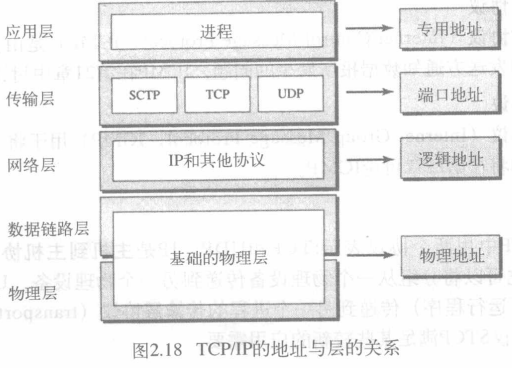 应用层 进程 专用地址
传输层 SCTP TCP UDP 端口地址
网络层 IP和其他协议 逻辑地址
数据链路层
基础的物理层 物理地址
物理层
图2.18 TCP/IP的地址与层的关系